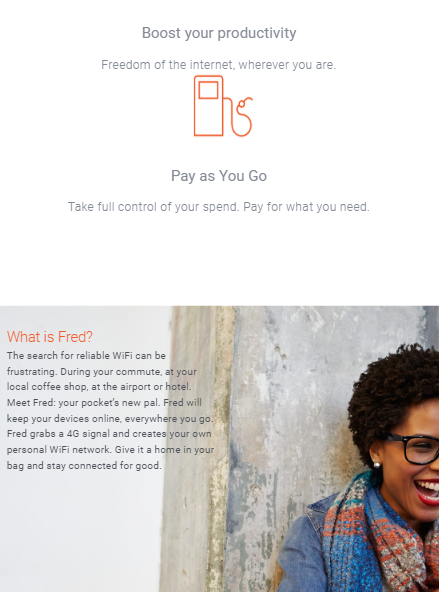 Boost your productivity
Freedom of the internet, wherever you are.
Pay as You Go
Take full control of your spend. Pay for what you need.
What is Fred?
The search for reliable WiFi can be
frustrating. During your commute, at your
local coffee shop, at the airport or hotel.
Meet Fred: your pocket's new pal. Fred will
keep your devices online, everywhere you go.
Fred grabs a 4G signal and creates your own
personal WiFi network. Give it a home in your
bag and stay connected for good.